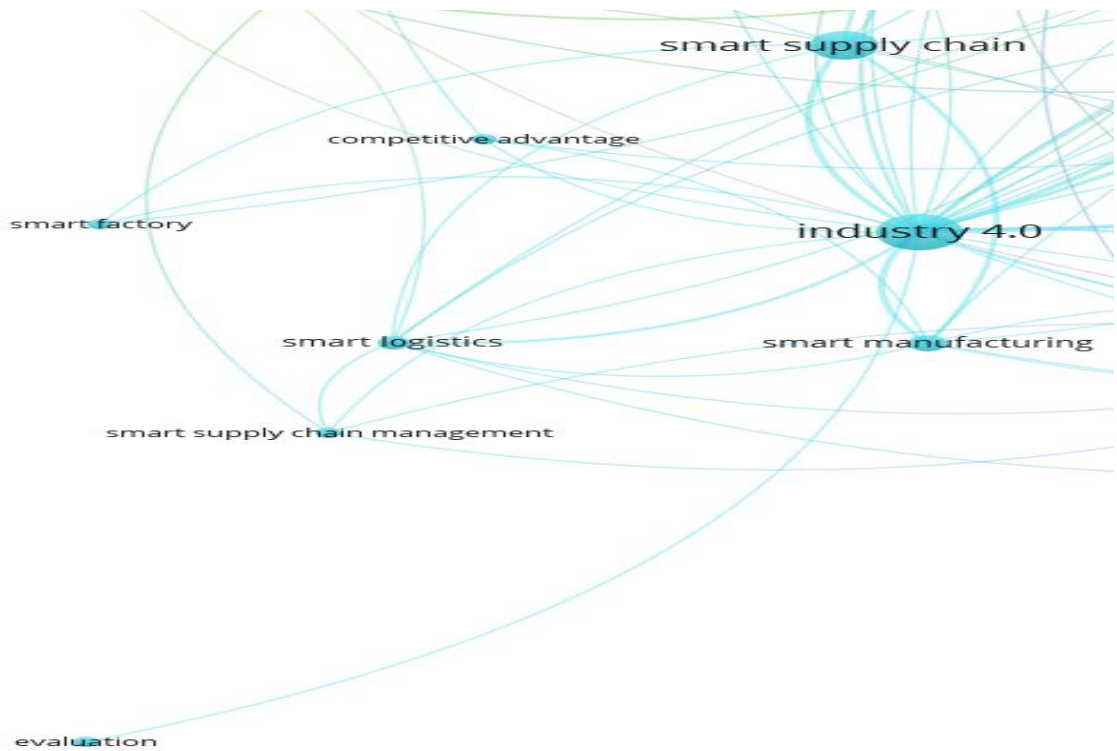 smart supply chain
competitive advantage
smart factory
industry 4.0
smart logistics
smart manufacturing
smart supply chain management
evaluation